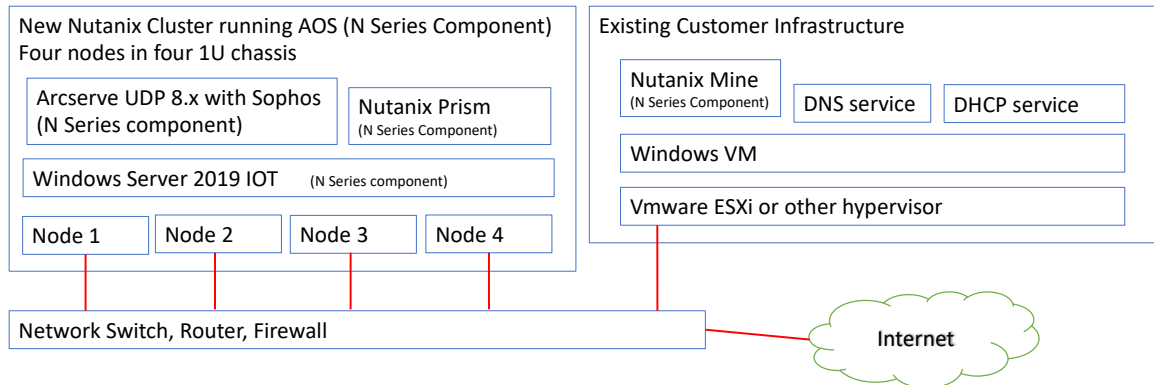 New Nutanix Cluster running AOS (N Series Component)
Four nodes in four 1U chassis
Arcserve UDP 8.x with Sophos
(N Series component)
Nutanix Prism
(N Series Component)
Windows Server 2019 IOT (N Series component)
Node 1
Node 2
Node 3
Node 4
Existing Customer Infrastructure
Nutanix Mine
(N Series Component)
DNS service
DHCP service
Windows VM
Vmware ESXi or other hypervisor
Network Switch, Router, Firewall
Internet